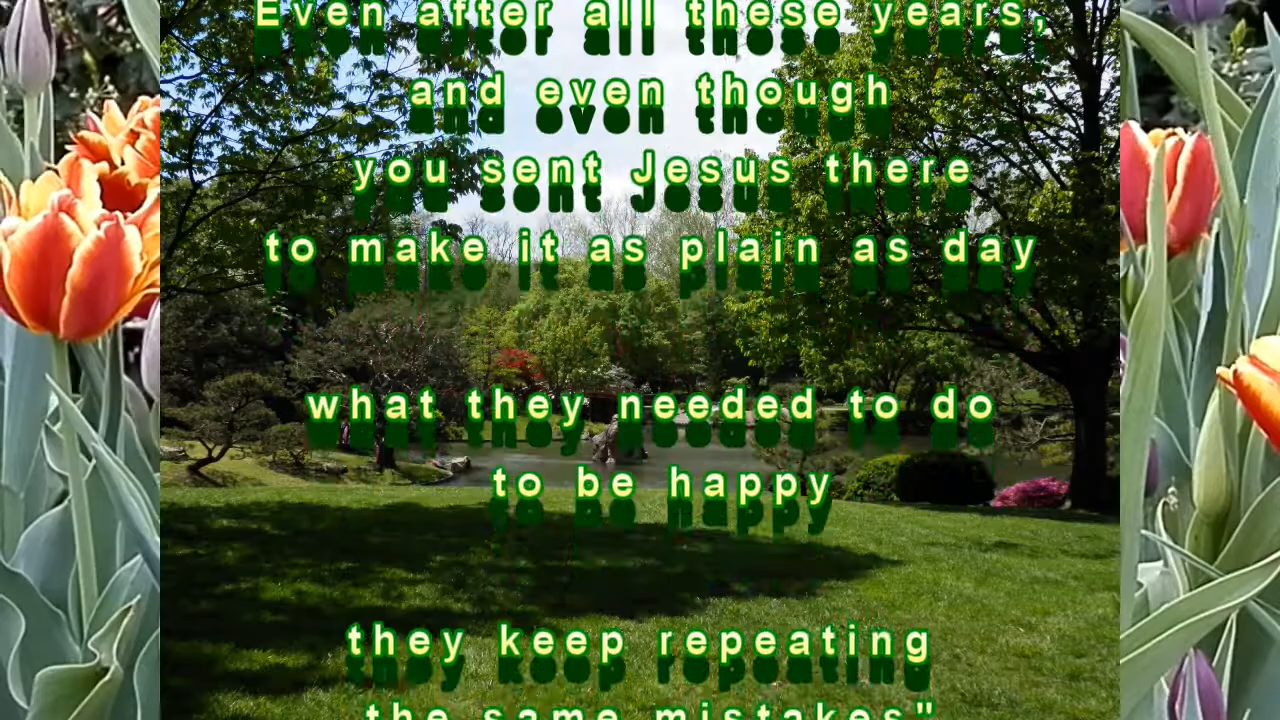 Even after all these years,
and even though
you sent Jesus there
to make it as plain as day
what they needed to do
to be happy
they keep repeating
the same mistakes"